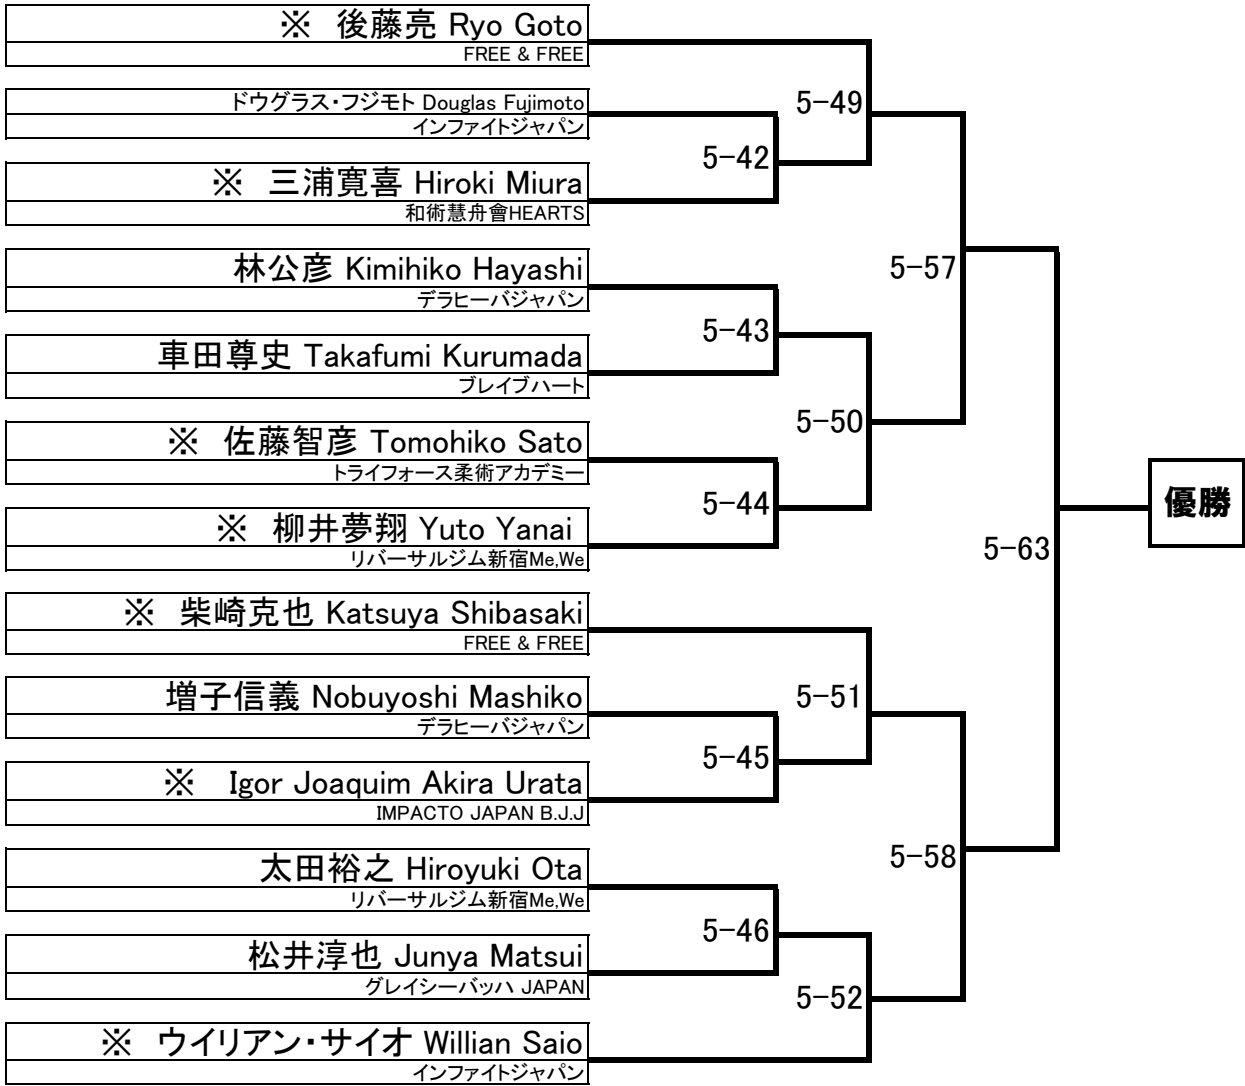 ※ 後藤亮 Ryo Goto
FREE & FREE
ドウグラス・フジモト Douglas Fujimoto
インファイトジャパン
※ 三浦寛喜 Hiroki Miura
和術慧舟會HEARTS
林公彦 Kimihiko Hayashi
デラヒーバジャパン
車田尊史 Takafumi Kurumada
ブレイブハート
※ 佐藤智彦 Tomohiko Sato
トライフォース柔術アカデミー
※ 柳井夢翔 Yuto Yanai
リバーサルジム新宿Me,We
※ 柴崎克也 Katsuya Shibasaki
FREE & FREE
増子信義 Nobuyoshi Mashiko
デラヒーバジャパン
※ Igor Joaquim Akira Urata
IMPACTO JAPAN B.J.J
太田裕之 Hiroyuki Ota
リバーサルジム新宿Me,We
松井淳也 Junya Matsui
グレイシーバッハ JAPAN
※ ウイリアン・サイオ Willian Saio
インファイトジャパン
5-42
5-43
5-44
5-45
5-46
5-49
5-50
5-51
5-52
5-57
5-58
5-63
優勝